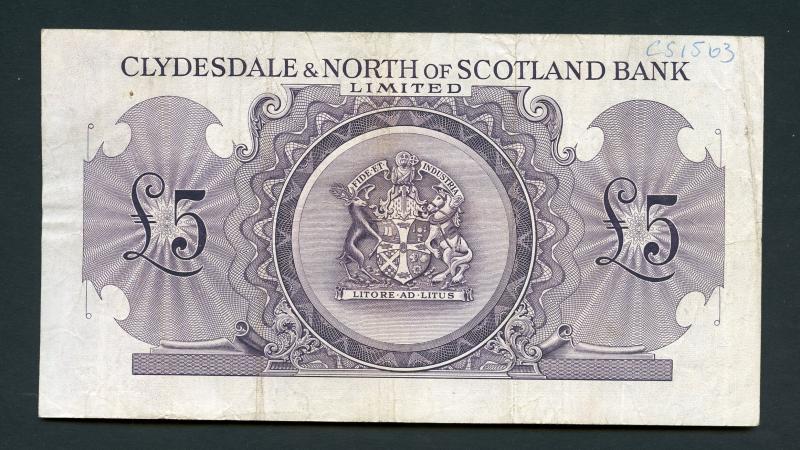 CS1563
CLYDESDALE & NORTH OF SCOTLAND BANK
LIMITED
FIDE·ET INDUSTRIA
£5 £5
LITORE·AD·LITUS